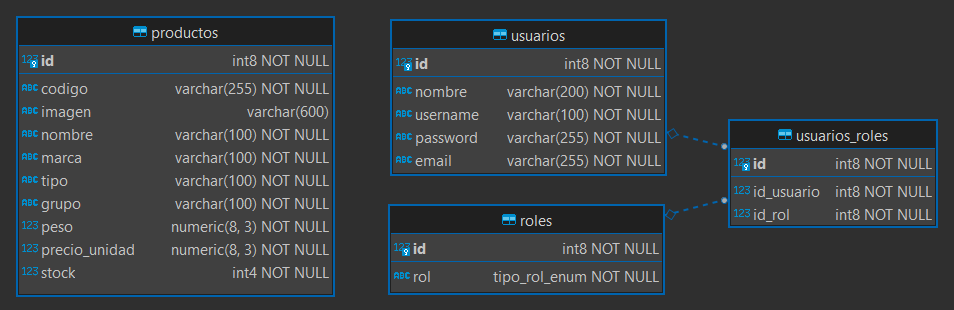 productos
123 id int8 NOT NULL
ABC codigo varchar(255) NOT NULL
ABC imagen varchar(600)
ABC nombre varchar(100) NOT NULL
ABC marca varchar(100) NOT NULL
ABC tipo varchar(100) NOT NULL
ABC grupo varchar(100) NOT NULL
123 peso numeric(8, 3) NOT NULL
123 precio_unidad numeric(8, 3) NOT NULL
123 stock int4 NOT NULL
usuarios
123 id int8 NOT NULL
ABC nombre varchar(200) NOT NULL
ABC username varchar(100) NOT NULL
ABC password varchar(255) NOT NULL
ABC email varchar(255) NOT NULL
roles
123 id int8 NOT NULL
ABC rol tipo_rol_enum NOT NULL
usuarios_roles
123 id int8 NOT NULL
123 id_usuario int8 NOT NULL
123 id_rol int8 NOT NULL